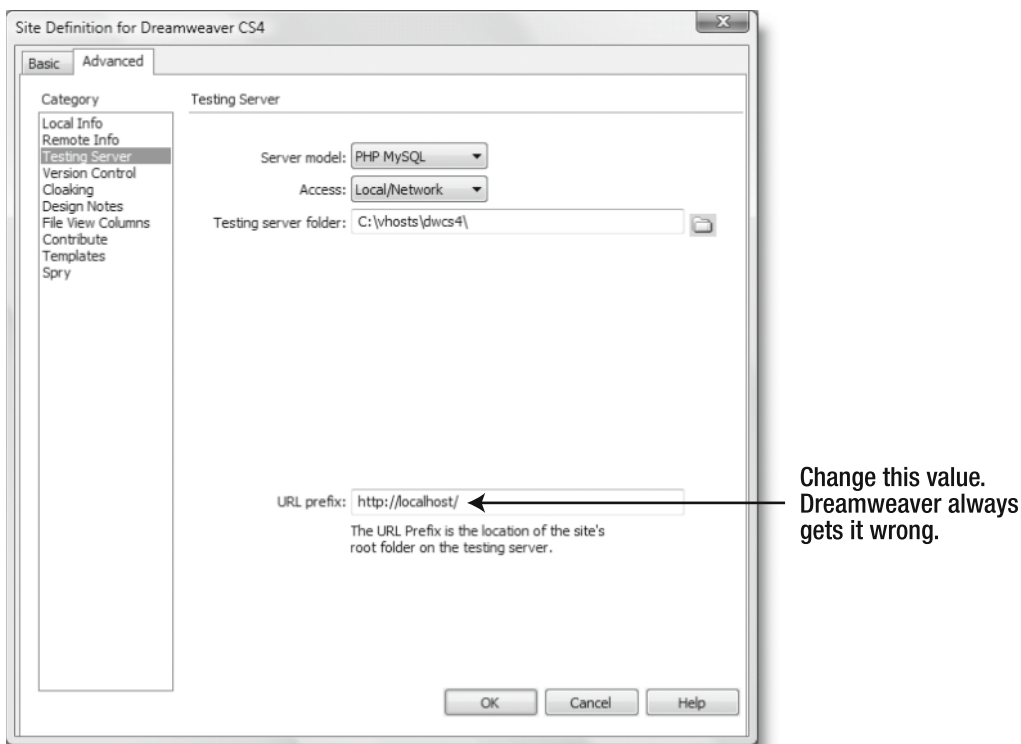 Site Definition for Dreamweaver CS4
Basic
Advanced
Category
Local Info
Remote Info
Testing Server
Version Control
Cloaking
Design Notes
File View Columns
Contribute
Templates
Spry
Testing Server
Server model: PHP MySQL
Access: Local/Network
Testing server folder: C:\vhosts\dwcs4\
URL prefix: http://localhost/
The URL Prefix is the location of the site's
root folder on the testing server.
Change this value.
Dreamweaver always
gets it wrong.
OK
Cancel
Help